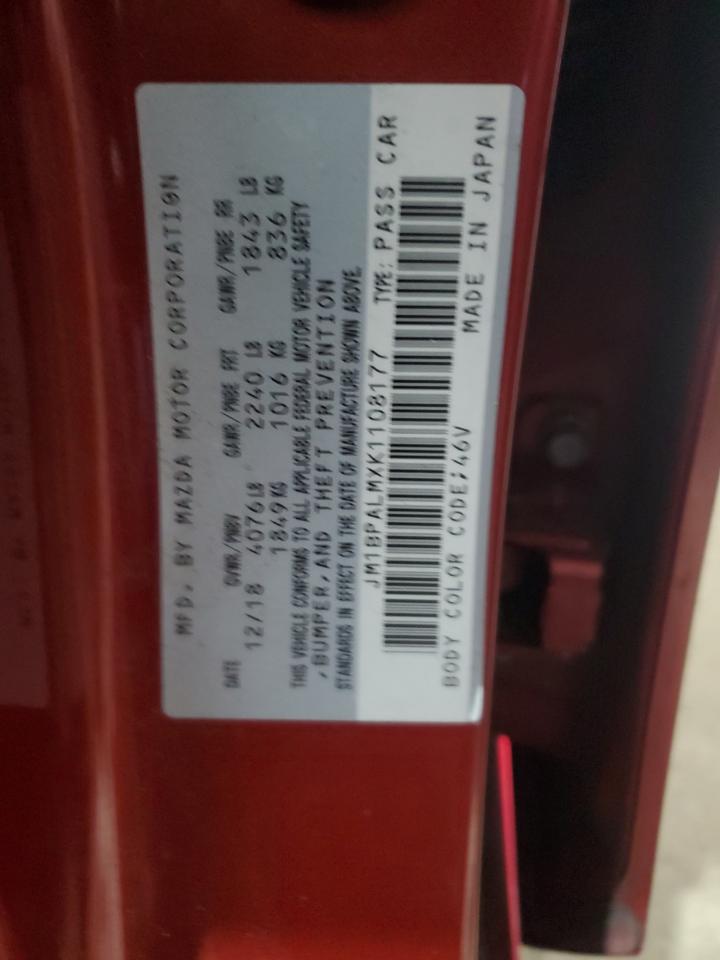 MFD. BY MAZDA MOTOR CORPORATION
DATE GVWR/PNBV GAWR/PNBE FRT GAWR/PNBE RR
12/18 4076LB 2240 LB 1843 LB
1849KG 1016 KG 836 KG
THIS VEHICLE CONFORMS TO ALL APPLICABLE FEDERAL MOTOR VEHICLE SAFETY
,BUMPER,AND THEFT PREVENTION
STANDARDS IN EFFECT ON THE DATE OF MANUFACTURE SHOWN ABOVE.
JM1BPALMXK1108177 TYPE: PASS CAR
BODY COLOR CODE;46V MADE IN JAPAN